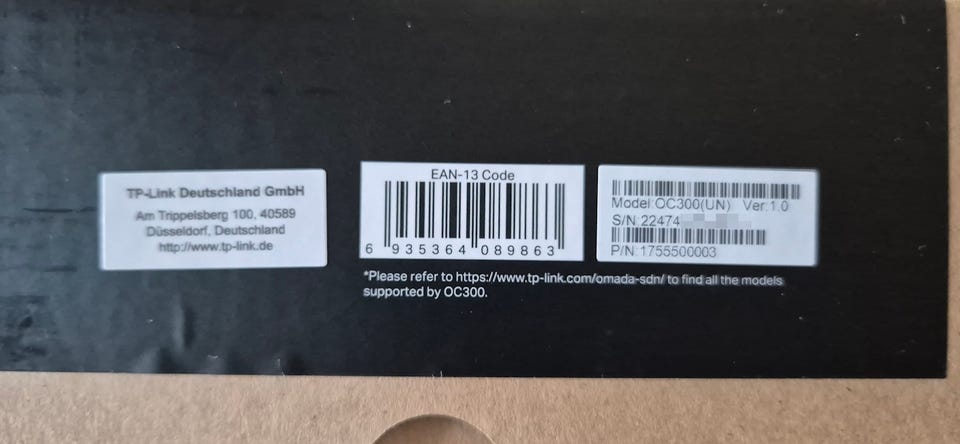 TP-Link Deutschland GmbH
Am Trippelsberg 100, 40589
Düsseldorf, Deutschland
http://www.tp-link.de
EAN-13 Code
6 935364 089863
Model:OC300(UN) Ver:1.0
S/N:22474
P/N:1755500003
*Please refer to https://www.tp-link.com/omada-sdn/ to find all the models
supported by OC300.